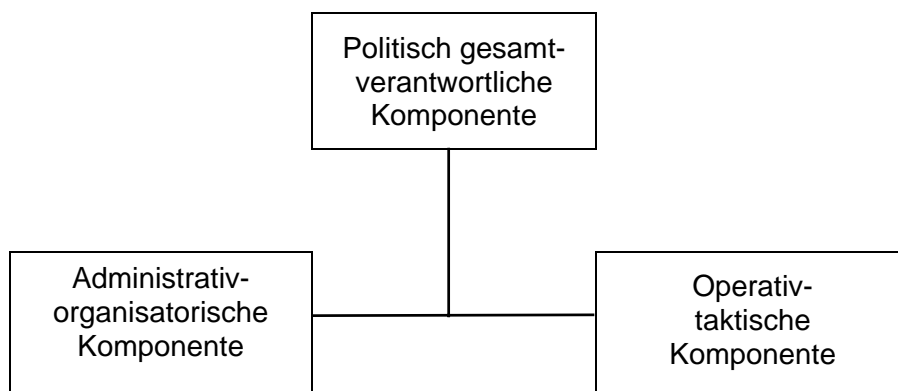 Politisch gesamt-
verantwortliche
Komponente
Administrativ-
organisatorische
Komponente
Operativ-
taktische
Komponente